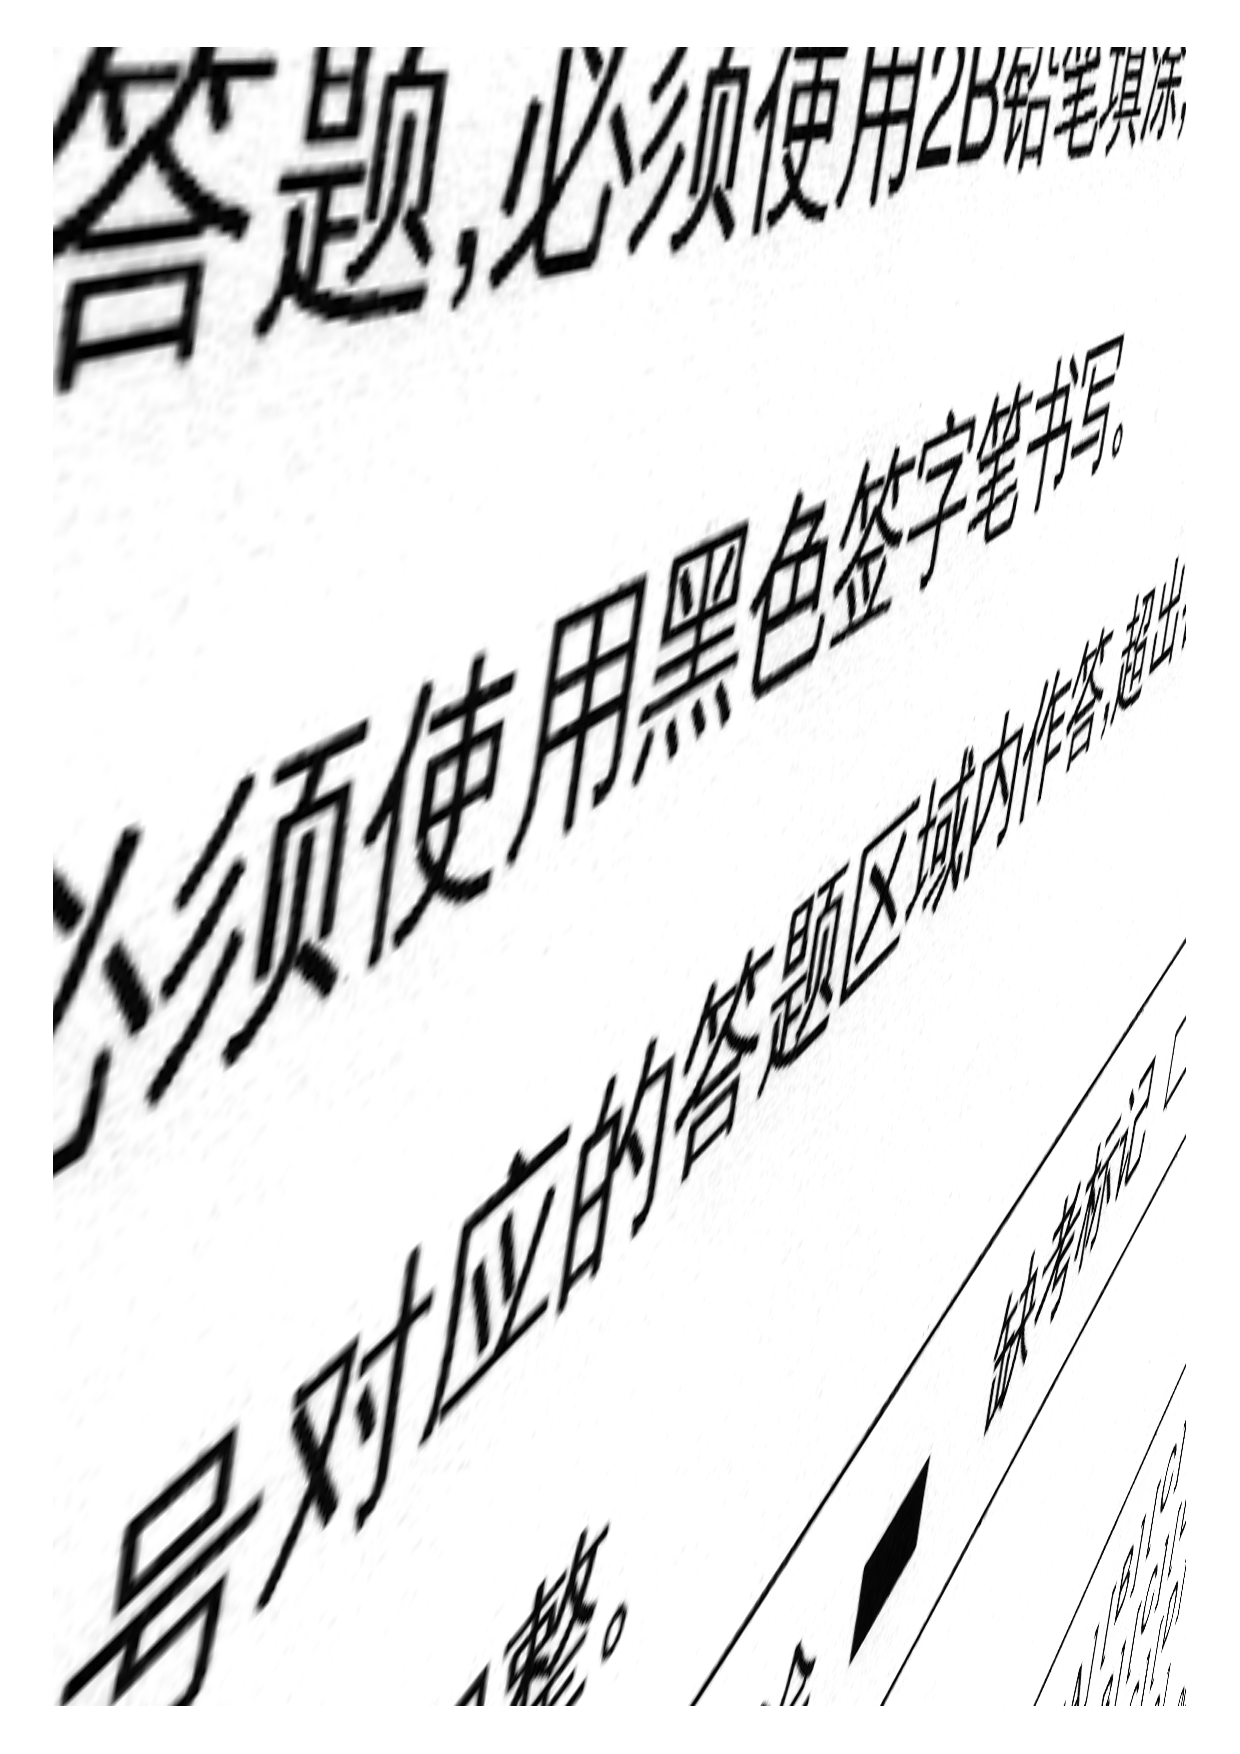 答题,必须使用2B铅笔填涂,
必须使用黑色签字笔书写。
号对应的答题区域内作答,超出
整。
缺考标记